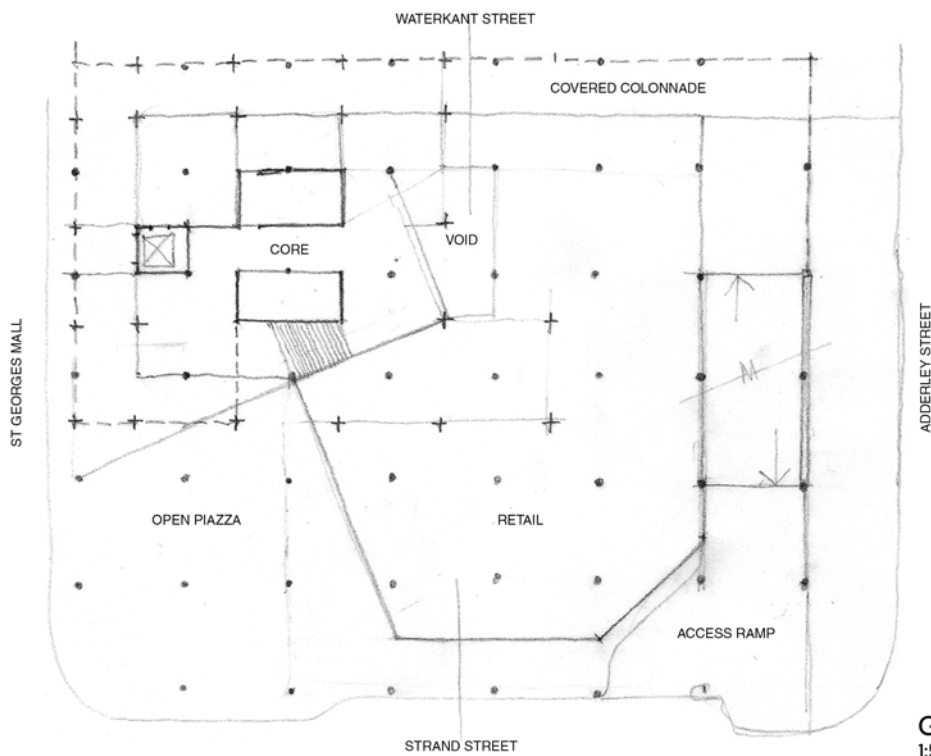 WATERKANT STREET
COVERED COLONNADE
CORE
VOID
ST GEORGES MALL
ADDERLEY STREET
OPEN PIAZZA
RETAIL
ACCESS RAMP
STRAND STREET
G